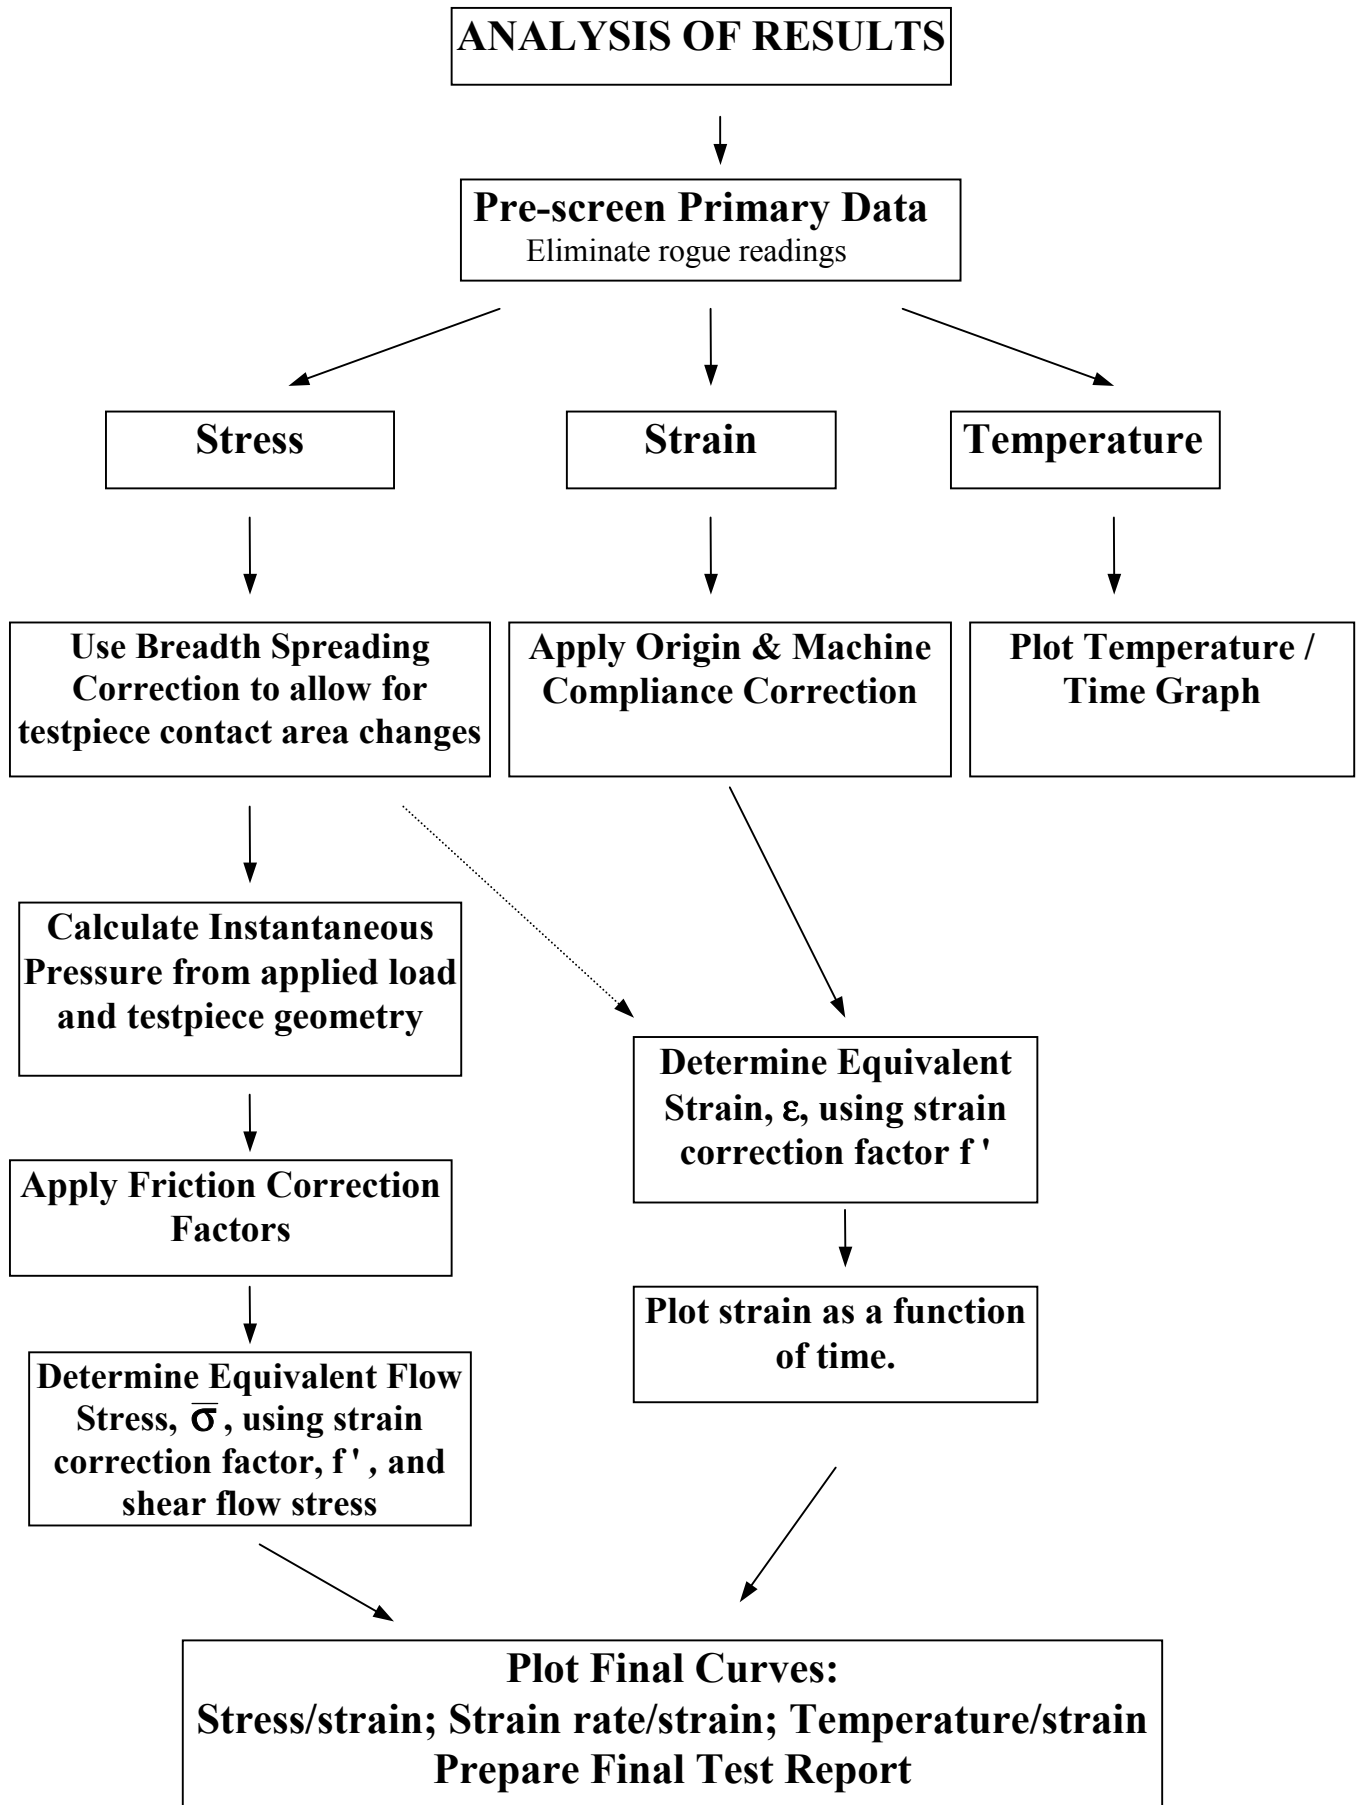 ANALYSIS OF RESULTS
Pre-screen Primary Data
Eliminate rogue readings
Stress
Strain
Temperature
Use Breadth Spreading
Correction to allow for
testpiece contact area changes
Apply Origin & Machine
Compliance Correction
Plot Temperature /
Time Graph
Calculate Instantaneous
Pressure from applied load
and testpiece geometry
Determine Equivalent
Strain, ε, using strain
correction factor f '
Apply Friction Correction
Factors
Plot strain as a function
of time.
Determine Equivalent Flow
Stress, σ̅, using strain
correction factor, f ' , and
shear flow stress
Plot Final Curves:
Stress/strain; Strain rate/strain; Temperature/strain
Prepare Final Test Report